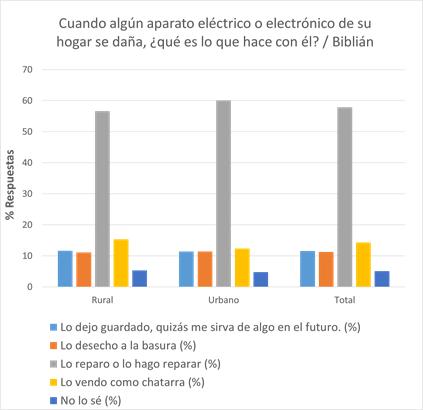 Cuando algún aparato eléctrico o electrónico de su
hogar se daña, ¿qué es lo que hace con él? / Biblián
70
60
50
40
30
20
10
0
% Respuestas
Rural
Urbano
Total
Lo dejo guardado, quizás me sirva de algo en el futuro. (%)
Lo desecho a la basura (%)
Lo reparo o lo hago reparar (%)
Lo vendo como chatarra (%)
No lo sé (%)